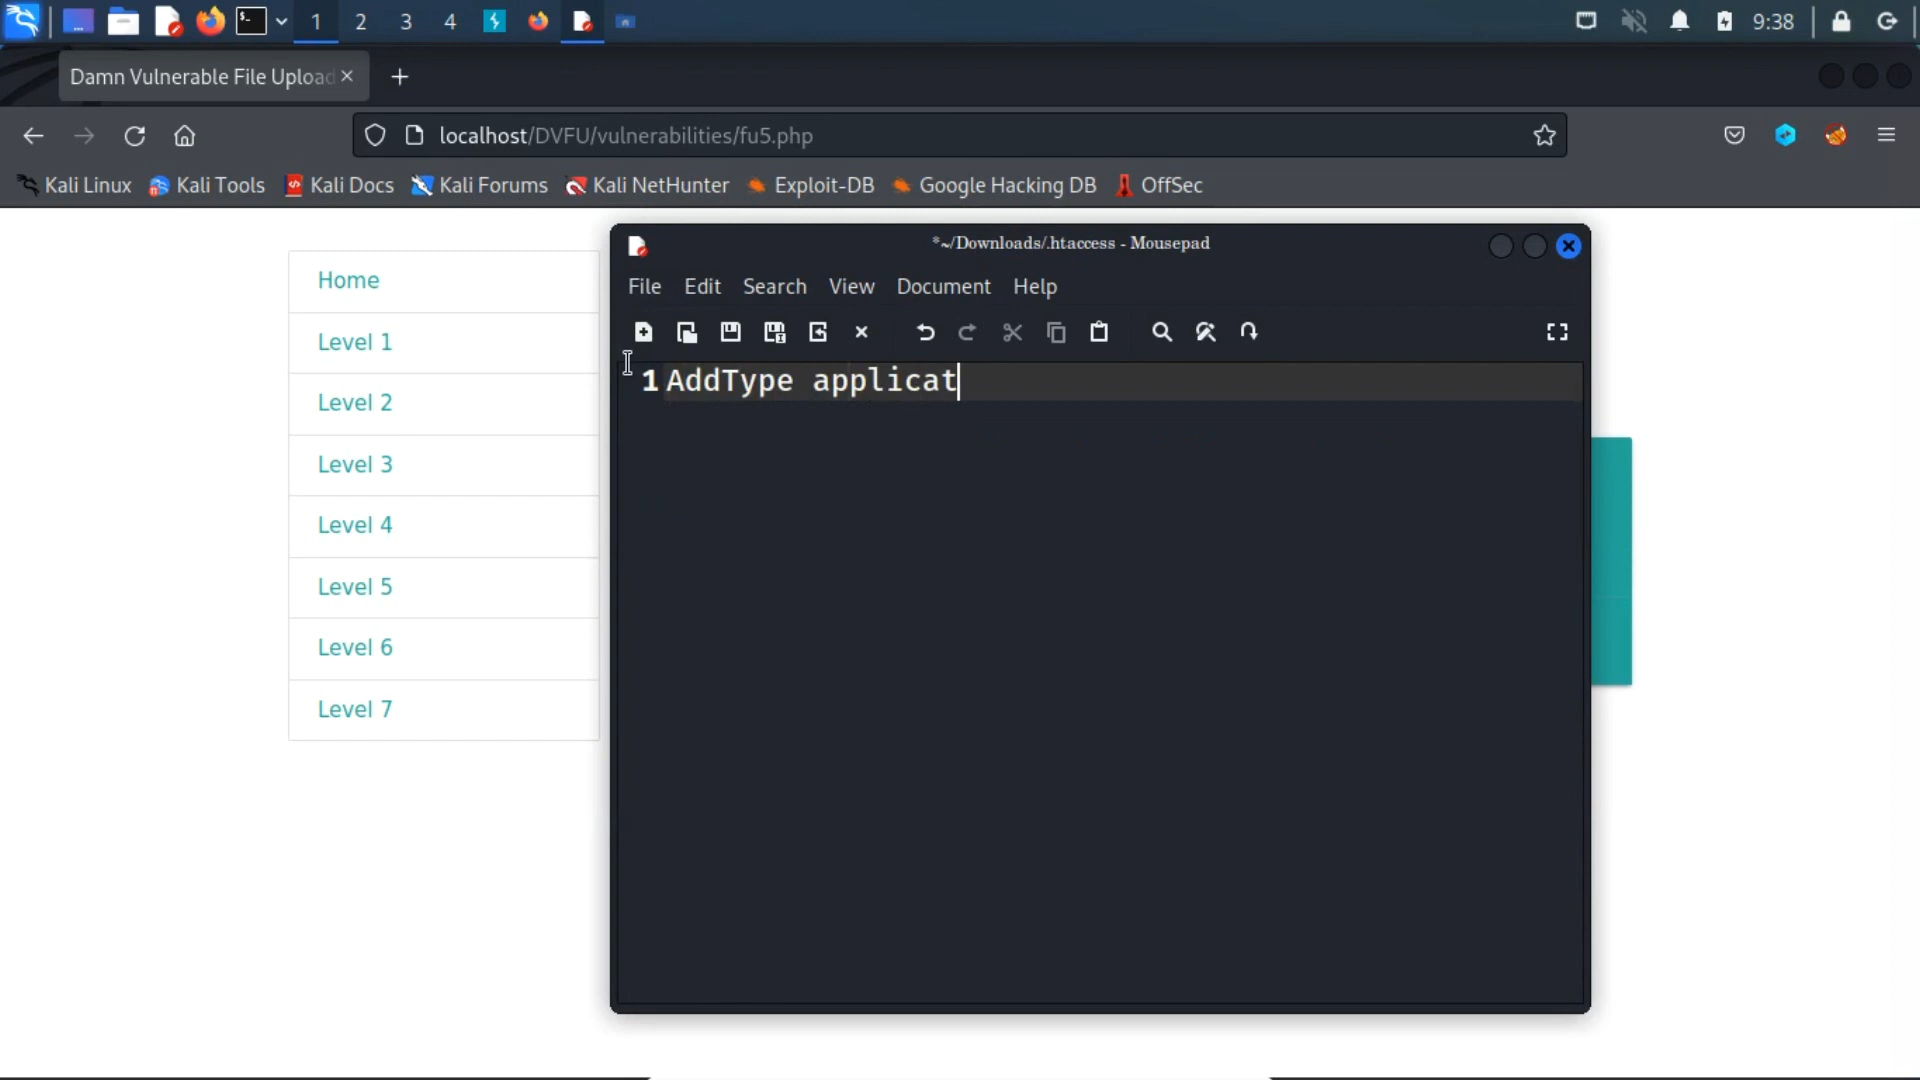 1 2 3 4 9:38
Damn Vulnerable File Upload
localhost/DVFU/vulnerabilities/fu5.php
Kali Linux Kali Tools Kali Docs Kali Forums Kali NetHunter Exploit-DB Google Hacking DB OffSec
Home
Level 1
Level 2
Level 3
Level 4
Level 5
Level 6
Level 7
*~/Downloads/.htaccess - Mousepad
File Edit Search View Document Help
1 AddType applicat